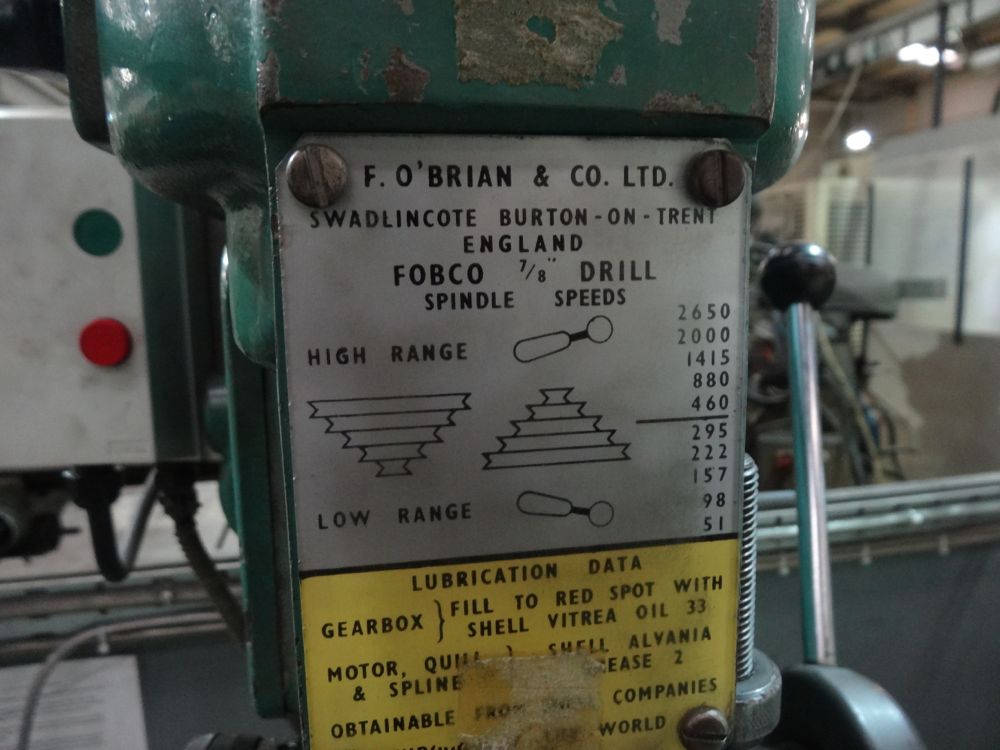 F. O'BRIAN & CO. LTD.
SWADLINCOTE BURTON-ON-TRENT
ENGLAND
FOBCO 7/8" DRILL
SPINDLE SPEEDS
HIGH RANGE
2650
2000
1415
880
460
295
222
157
98
51
LOW RANGE
LUBRICATION DATA
GEARBOX } FILL TO RED SPOT WITH
SHELL VITREA OIL 33
MOTOR, QUILL } SHELL ALVANIA
& SPLINE EASE 2
OBTAINABLE FROM COMPANIES
WORLD